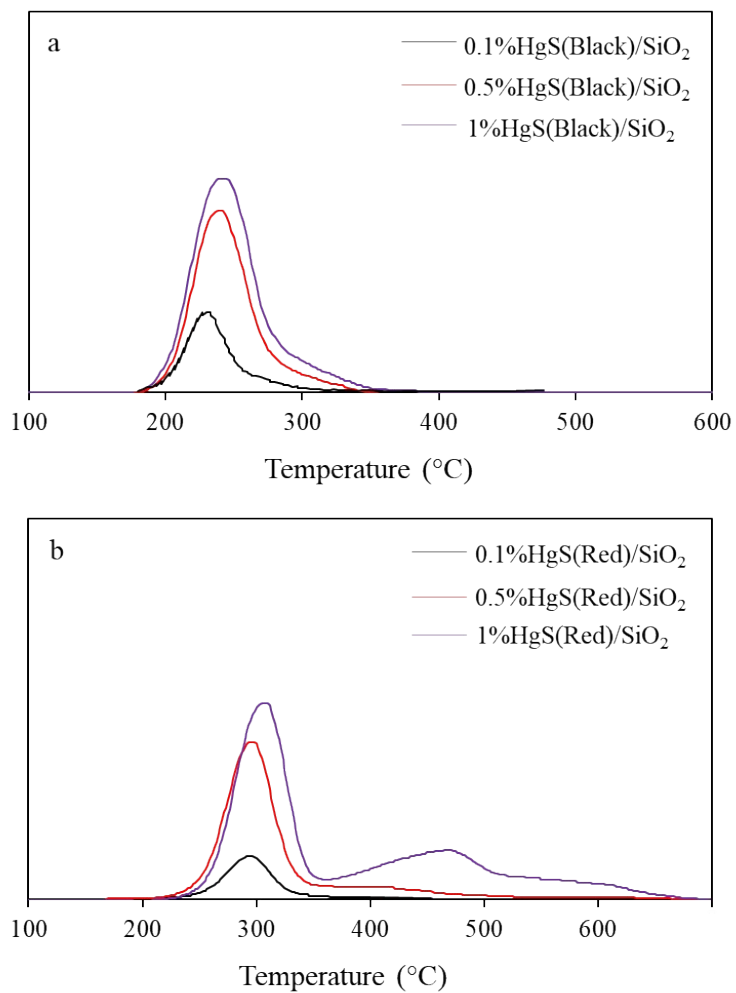 a
0.1%HgS(Black)/SiO₂
0.5%HgS(Black)/SiO₂
1%HgS(Black)/SiO₂
100 200 300 400 500 600
Temperature (°C)
b
0.1%HgS(Red)/SiO₂
0.5%HgS(Red)/SiO₂
1%HgS(Red)/SiO₂
100 200 300 400 500 600
Temperature (°C)